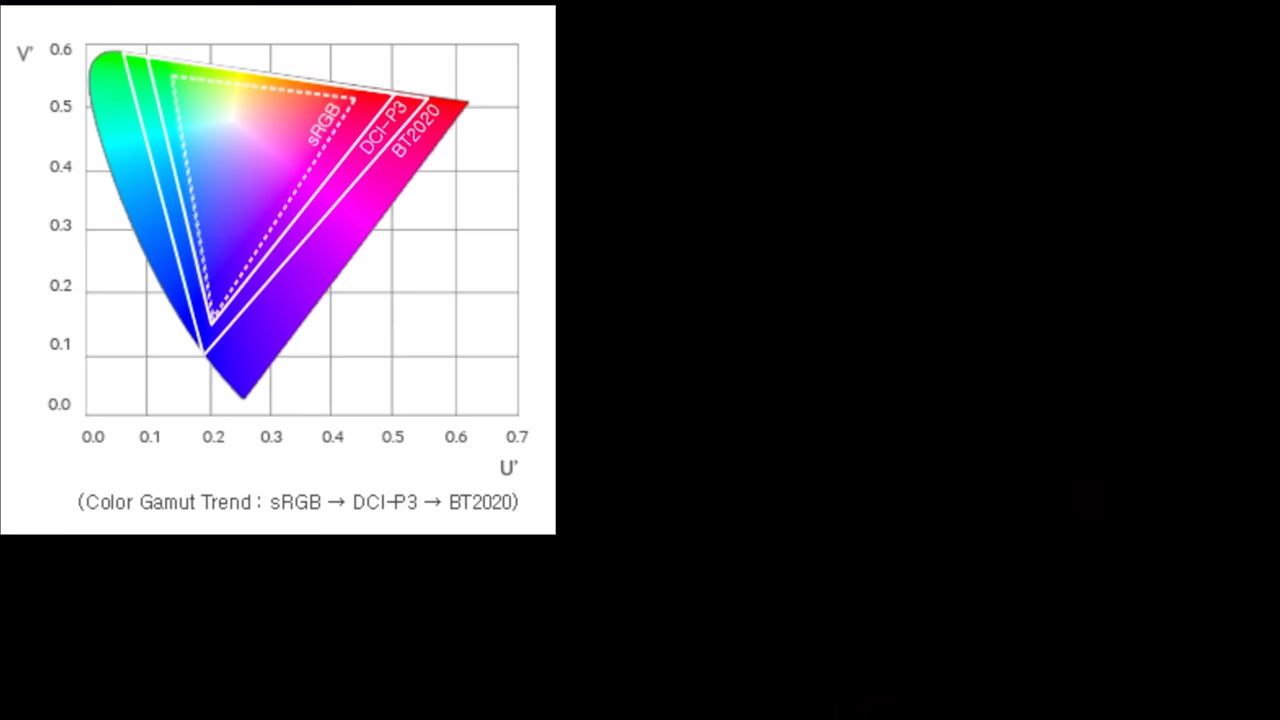 V’
0.6
0.5
0.4
0.3
0.2
0.1
0.0
sRGB
DCI-P3
BT2020
0.0 0.1 0.2 0.3 0.4 0.5 0.6 0.7
U’
(Color Gamut Trend : sRGB → DCI-P3 → BT2020)